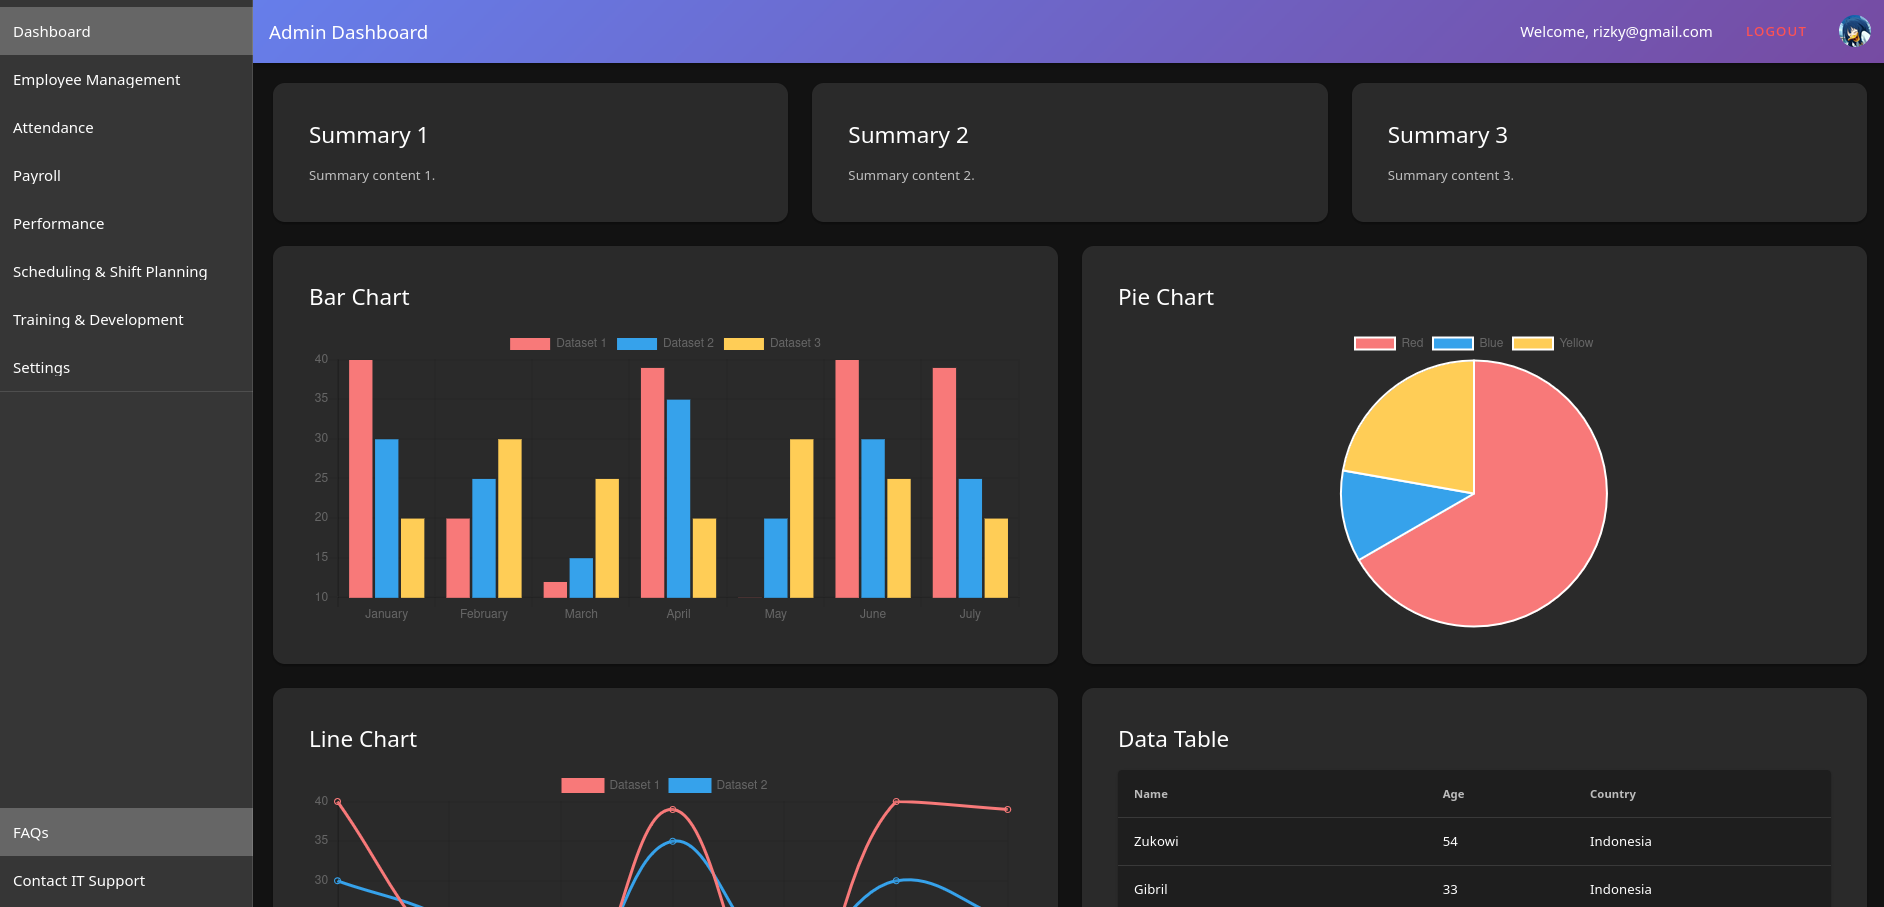 Dashboard
Employee Management
Attendance
Payroll
Performance
Scheduling & Shift Planning
Training & Development
Settings
FAQs
Contact IT Support
Admin Dashboard
Welcome, rizky@gmail.com
LOGOUT
Summary 1
Summary content 1.
Summary 2
Summary content 2.
Summary 3
Summary content 3.
Bar Chart
Dataset 1 Dataset 2 Dataset 3
40
35
30
25
20
15
10
January February March April May June July
Pie Chart
Red Blue Yellow
Line Chart
Dataset 1 Dataset 2
40
35
30
Data Table
Name Age Country
Zukowi 54 Indonesia
Gibril 33 Indonesia